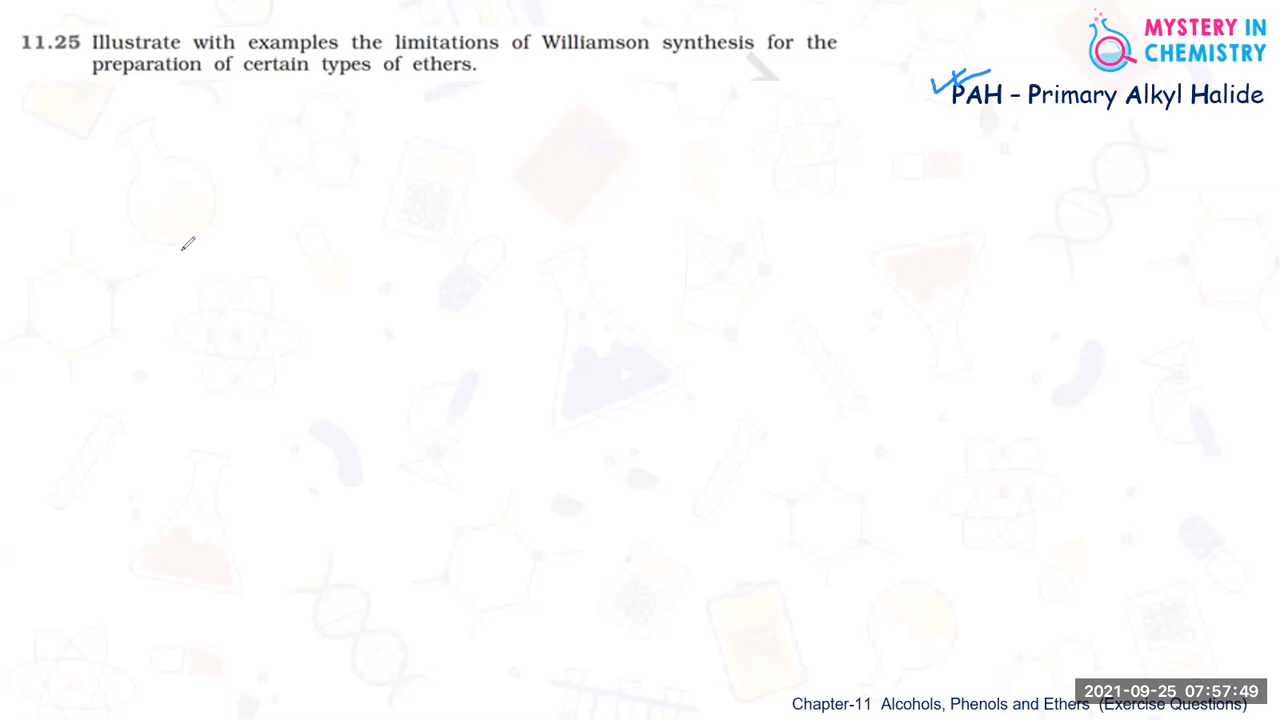 11.25 Illustrate with examples the limitations of Williamson synthesis for the
preparation of certain types of ethers.
MYSTERY IN
CHEMISTRY
PAH – Primary Alkyl Halide
2021-09-25 07:57:49
Chapter-11 Alcohols, Phenols and Ethers (Exercise Questions)